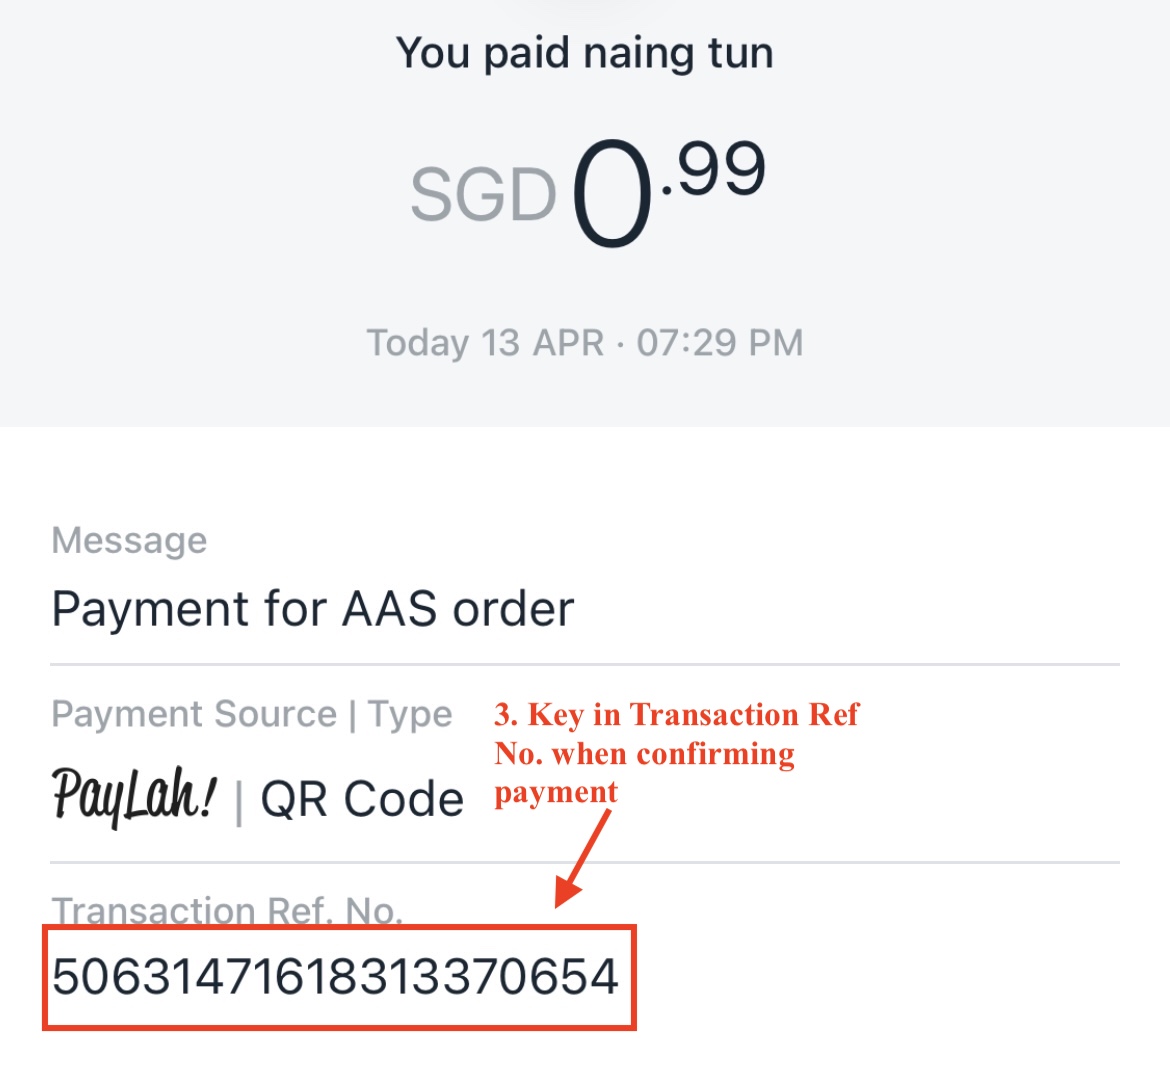 You paid naing tun
SGD 0.99
Today 13 APR · 07:29 PM
Message
Payment for AAS order
Payment Source | Type
PayLah! | QR Code
3. Key in Transaction Ref
No. when confirming
payment
Transaction Ref. No.
50631471618313370654